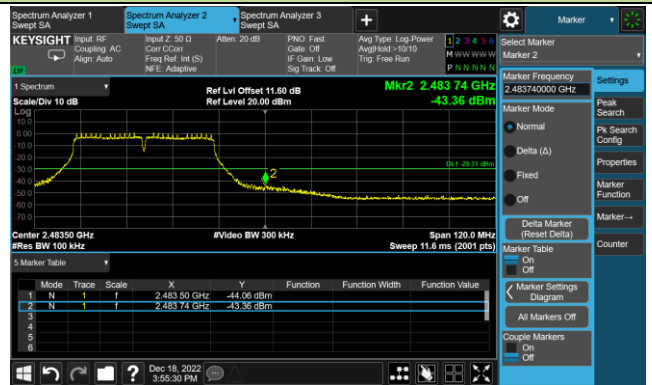 Spectrum Analyzer 1
Swept SA
Spectrum Analyzer 2
Swept SA
Spectrum Analyzer 3
Swept SA
+
Marker
KEYSIGHT
Input: RF
Coupling: AC
Align: Auto
Input Z: 50 Ω
Corr CCorr
Freq Ref: Int (S)
NFE: Adaptive
Atten: 20 dB
PNO: Fast
Gate: Off
IF Gain: Low
Sig Track: Off
Avg Type: Log-Power
Avg|Hold:>10/10
Trig: Free Run
1 2 3 4 5 6
M W W W W W
P N N N N N
Select Marker
Marker 2
1 Spectrum
Scale/Div 10 dB
Log
Ref Lvl Offset 11.60 dB
Ref Level 20.00 dBm
Mkr2 2.483 74 GHz
-43.36 dBm
10.0
0.00
-10.0
-20.0
-30.0
-40.0
-50.0
-60.0
-70.0
DL1 -29.31 dBm
2
Center 2.48350 GHz
#Res BW 100 kHz
#Video BW 300 kHz
Span 120.0 MHz
Sweep 11.6 ms (2001 pts)
5 Marker Table
Mode Trace Scale X Y Function Function Width Function Value
1 N 1 f 2.483 50 GHz -44.06 dBm
2 N 1 f 2.483 74 GHz -43.36 dBm
3
4
5
6
Marker Frequency
2.483740000 GHz
Marker Mode
Normal
Delta (Δ)
Fixed
Off
Delta Marker
(Reset Delta)
Marker Table
On
Off
Marker Settings
Diagram
All Markers Off
Couple Markers
On
Off
Settings
Peak
Search
Pk Search
Config
Properties
Marker
Function
Marker→
Counter
?
Dec 18, 2022
3:55:30 PM